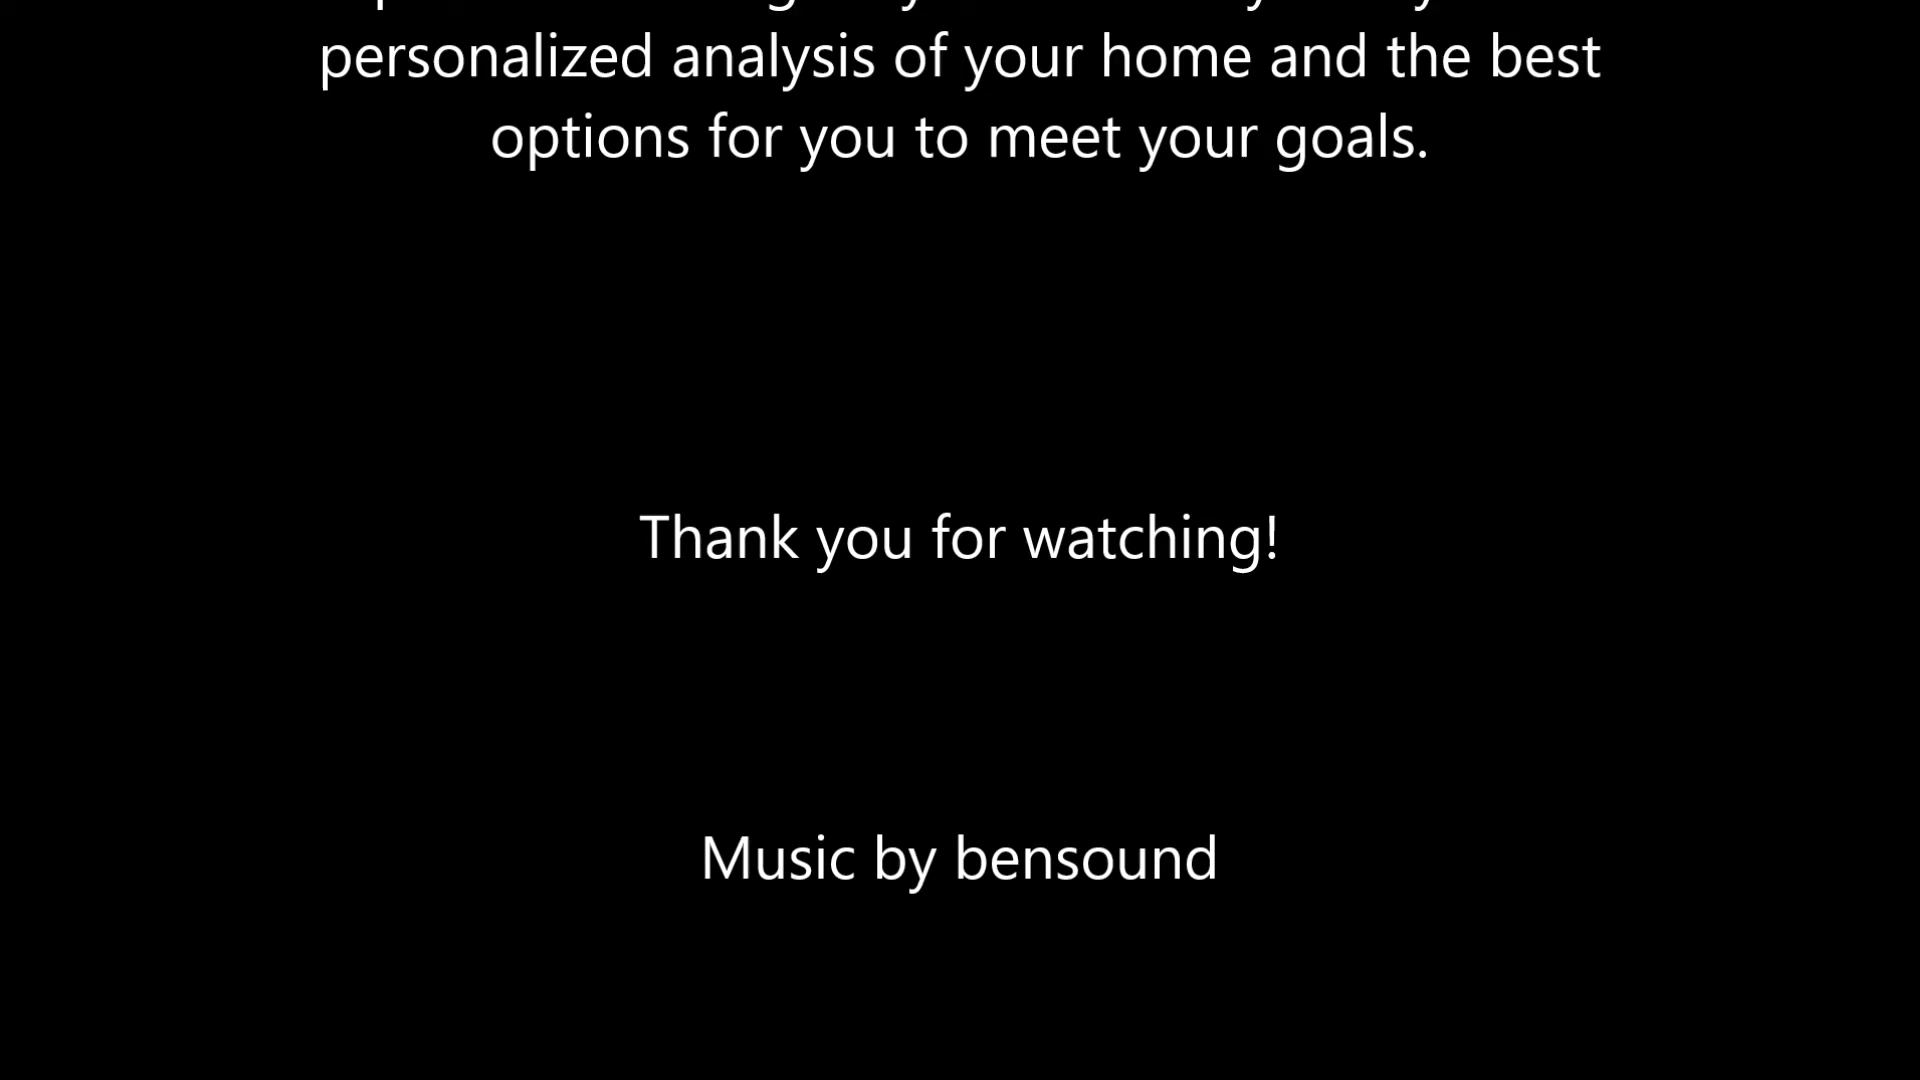 personalized analysis of your home and the best
options for you to meet your goals.
Thank you for watching!
Music by bensound